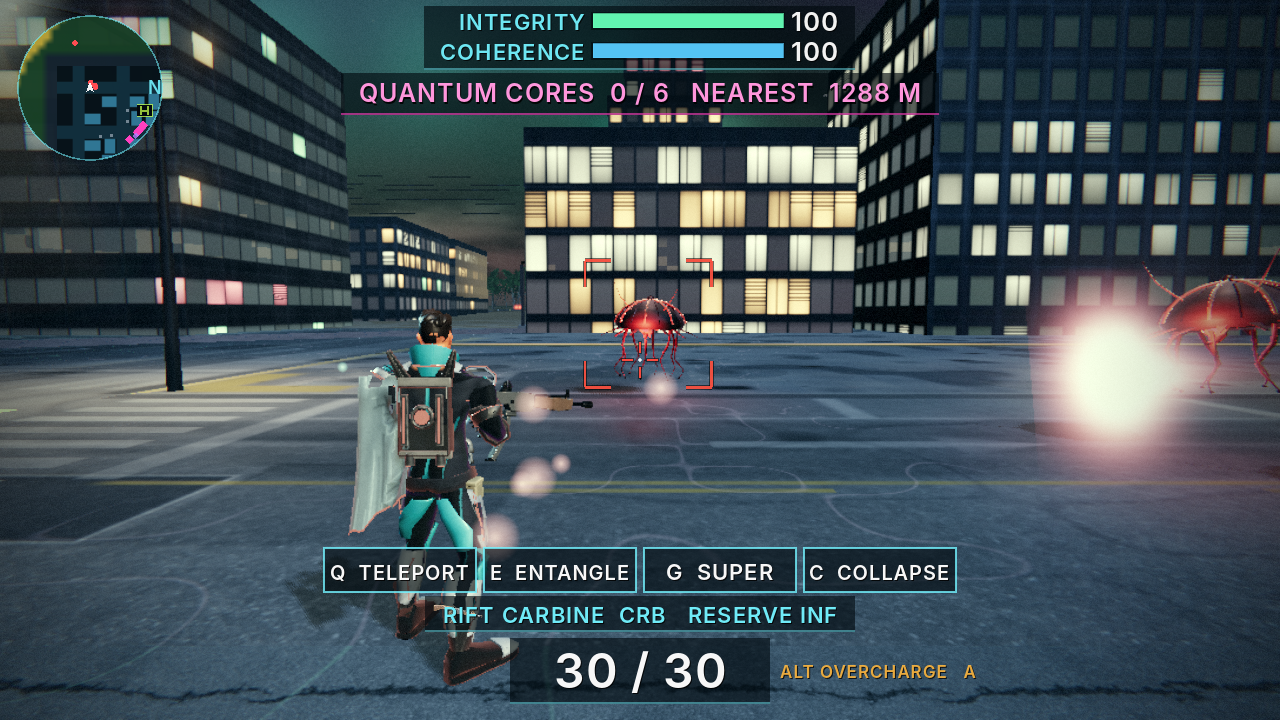 INTEGRITY 100
COHERENCE 100
QUANTUM CORES 0 / 6 NEAREST 1288 M
N
H
Q TELEPORT E ENTANGLE G SUPER C COLLAPSE
RIFT CARBINE CRB RESERVE INF
30 / 30
ALT OVERCHARGE A